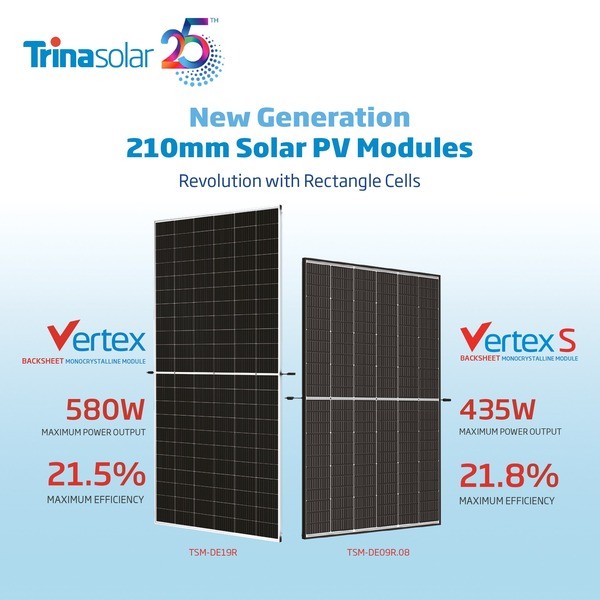 Trinasolar 25TH
New Generation
210mm Solar PV Modules
Revolution with Rectangle Cells
Vertex
BACKSHEET MONOCRYSTALLINE MODULE
580W
MAXIMUM POWER OUTPUT
21.5%
MAXIMUM EFFICIENCY
Vertex S
BACKSHEET MONOCRYSTALLINE MODULE
435W
MAXIMUM POWER OUTPUT
21.8%
MAXIMUM EFFICIENCY
TSM-DE19R
TSM-DE09R.08